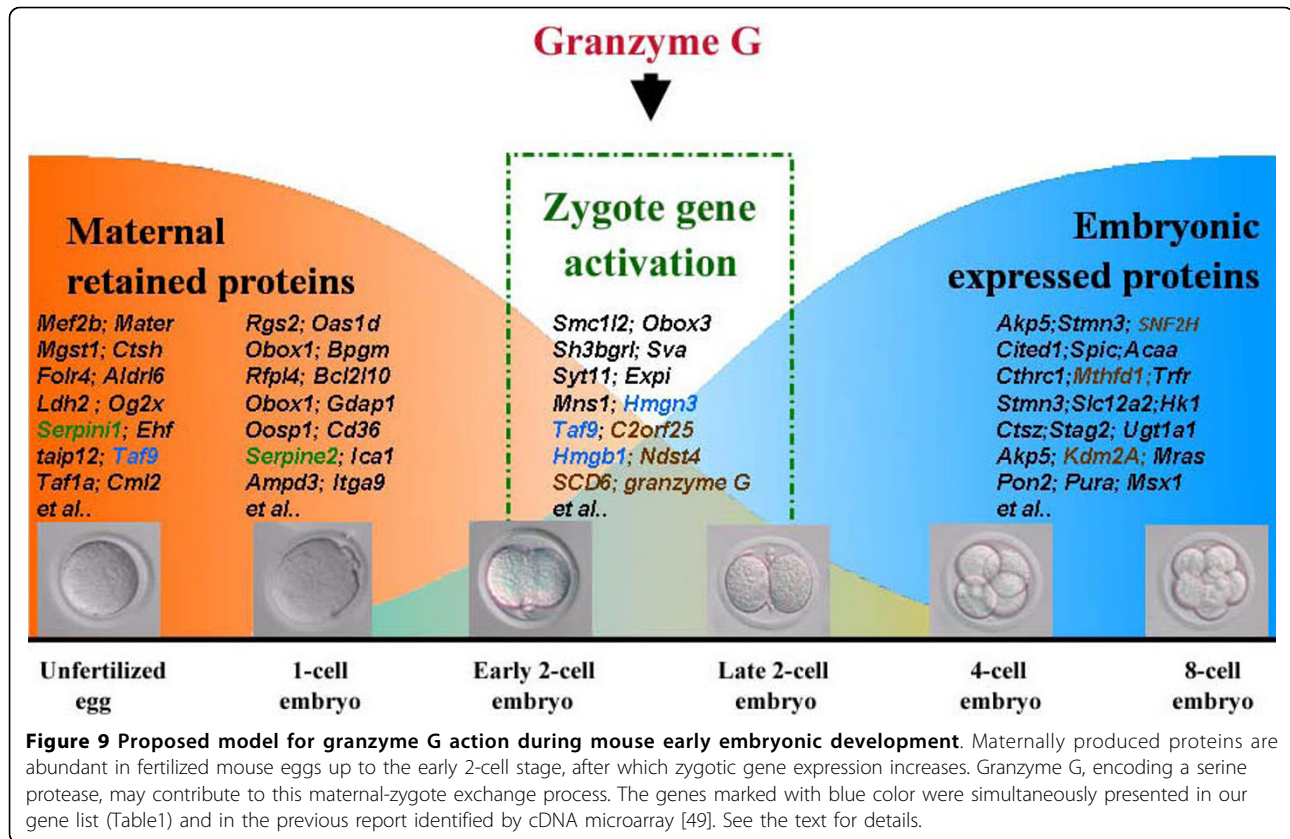 Granzyme G
Maternal
retained proteins
Mef2b; Mater
Mgst1; Ctsh
Folr4; Aldrl6
Ldh2 ; Og2x
Serpini1; Ehf
taip12; Taf9
Taf1a; Cml2
et al..
Rgs2; Oas1d
Obox1; Bpgm
Rfpl4; Bcl2l10
Obox1; Gdap1
Oosp1; Cd36
Serpine2; Ica1
Ampd3; Itga9
et al..
Zygote gene
activation
Smc1l2; Obox3
Sh3bgrl; Sva
Syt11; Expi
Mns1; Hmgn3
Taf9; C2orf25
Hmgb1; Ndst4
SCD6; granzyme G
et al..
Embryonic
expressed proteins
Akp5;Stmn3; SNF2H
Cited1;Spic;Acaa
Cthrc1;Mthfd1;Trfr
Stmn3;Slc12a2;Hk1
Ctsz;Stag2; Ugt1a1
Akp5; Kdm2A; Mras
Pon2; Pura; Msx1
et al..
Unfertilized
egg
1-cell
embryo
Early 2-cell
embryo
Late 2-cell
embryo
4-cell
embryo
8-cell
embryo
Figure 9 Proposed model for granzyme G action during mouse early embryonic development. Maternally produced proteins are
abundant in fertilized mouse eggs up to the early 2-cell stage, after which zygotic gene expression increases. Granzyme G, encoding a serine
protease, may contribute to this maternal-zygote exchange process. The genes marked with blue color were simultaneously presented in our
gene list (Table1) and in the previous report identified by cDNA microarray [49]. See the text for details.